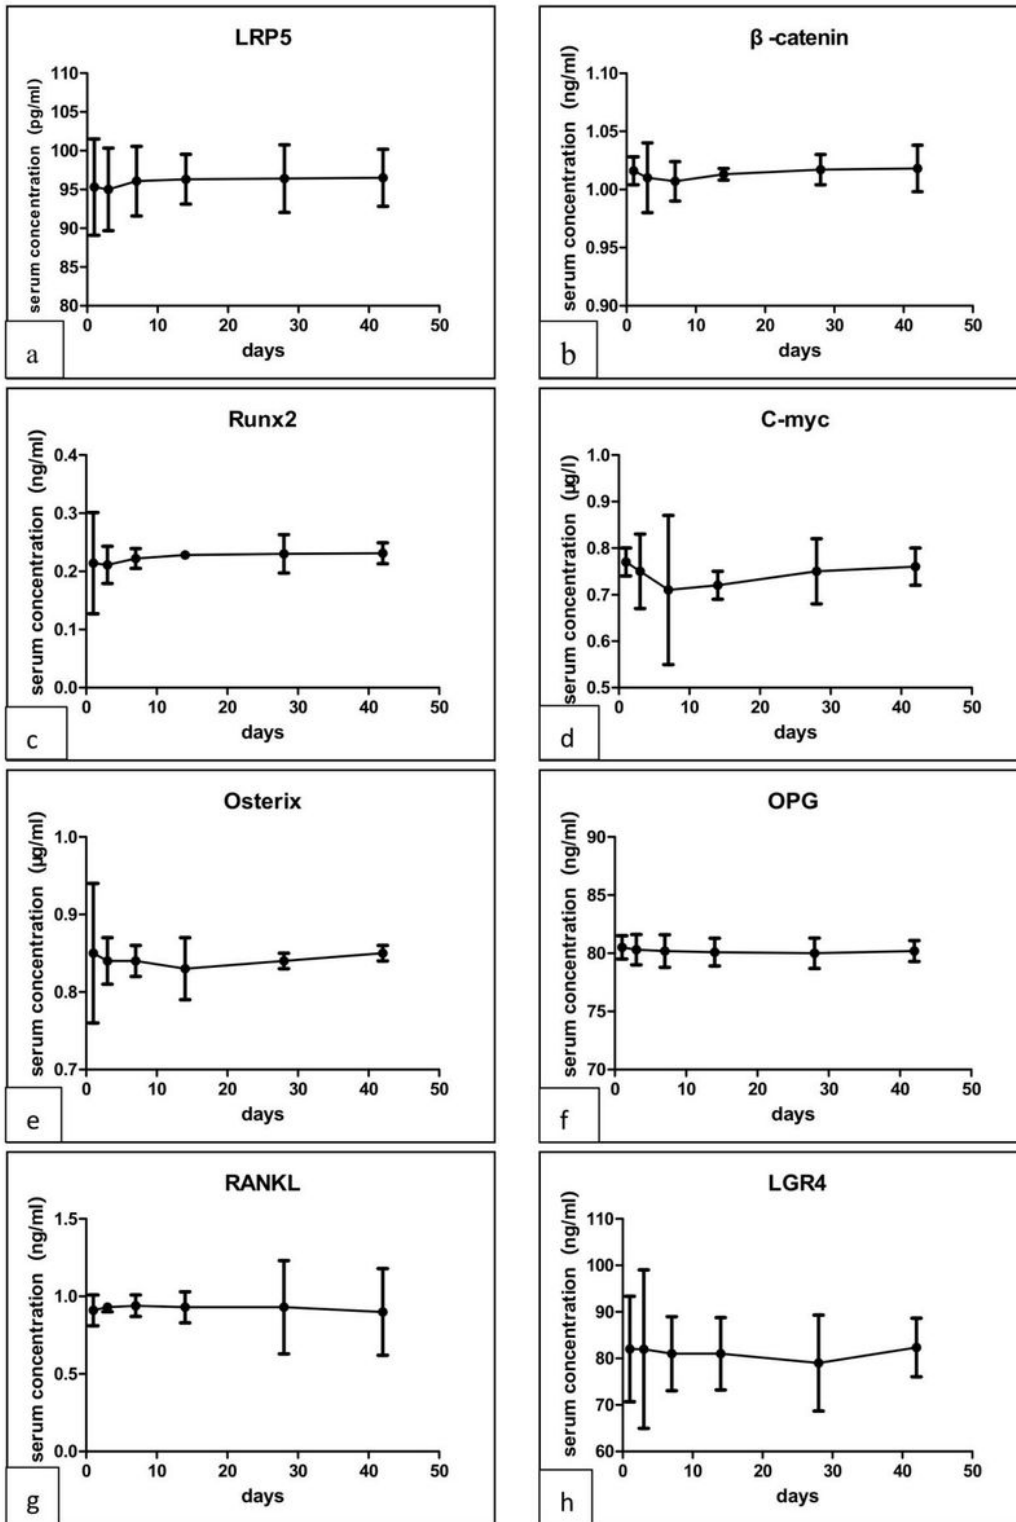 LRP5
serum concentration (pg/ml)
110
105
100
95
90
85
80
0 10 20 30 40 50
days
a
β -catenin
serum concentration (ng/ml)
1.10
1.05
1.00
0.95
0.90
0 10 20 30 40 50
days
b
Runx2
serum concentration (ng/ml)
0.4
0.3
0.2
0.1
0.0
0 10 20 30 40 50
days
c
C-myc
serum concentration (µg/l)
1.0
0.9
0.8
0.7
0.6
0.5
0 10 20 30 40 50
days
d
Osterix
serum concentration (µg/ml)
1.0
0.9
0.8
0.7
0 10 20 30 40 50
days
e
OPG
serum concentration (ng/ml)
90
85
80
75
70
0 10 20 30 40 50
days
f
RANKL
serum concentration (ng/ml)
1.5
1.0
0.5
0.0
0 10 20 30 40 50
days
g
LGR4
serum concentration (ng/ml)
110
100
90
80
70
60
0 10 20 30 40 50
days
h